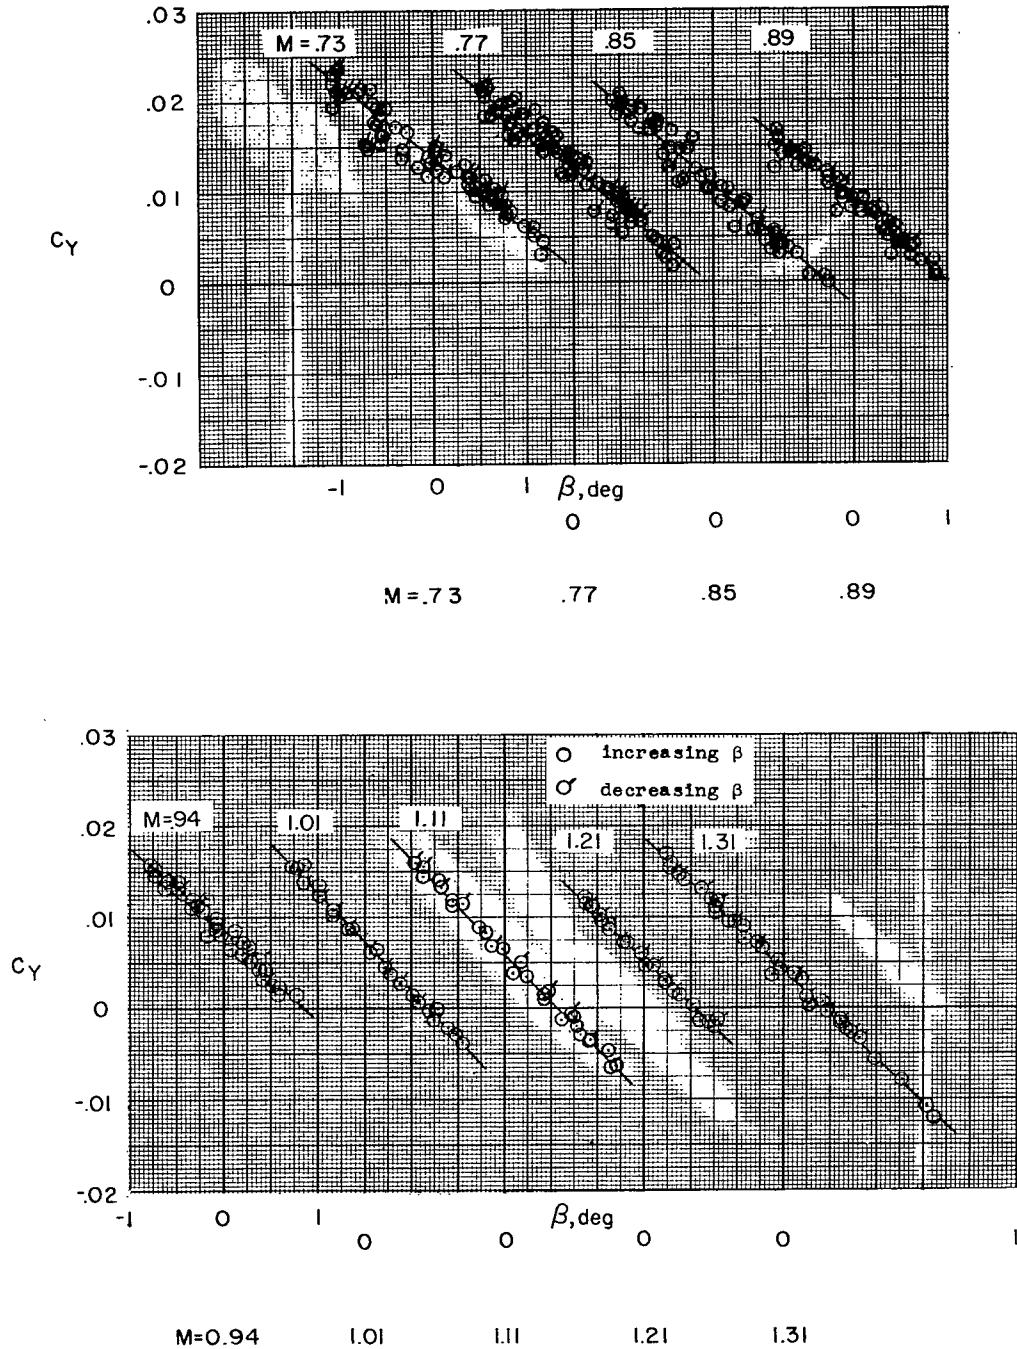 .03
M = .73 .77 .85 .89
.02
.01
CY
0
-.01
-.02
-1 0 1 β, deg
0 0 0 1
M = .73 .77 .85 .89
.03
increasing β
decreasing β
M=.94 1.01 1.11 1.21 1.31
.02
.01
CY
0
-.01
-.02
-1 0 1 β, deg
0 0 0 0 1
M=0.94 1.01 1.11 1.21 1.31